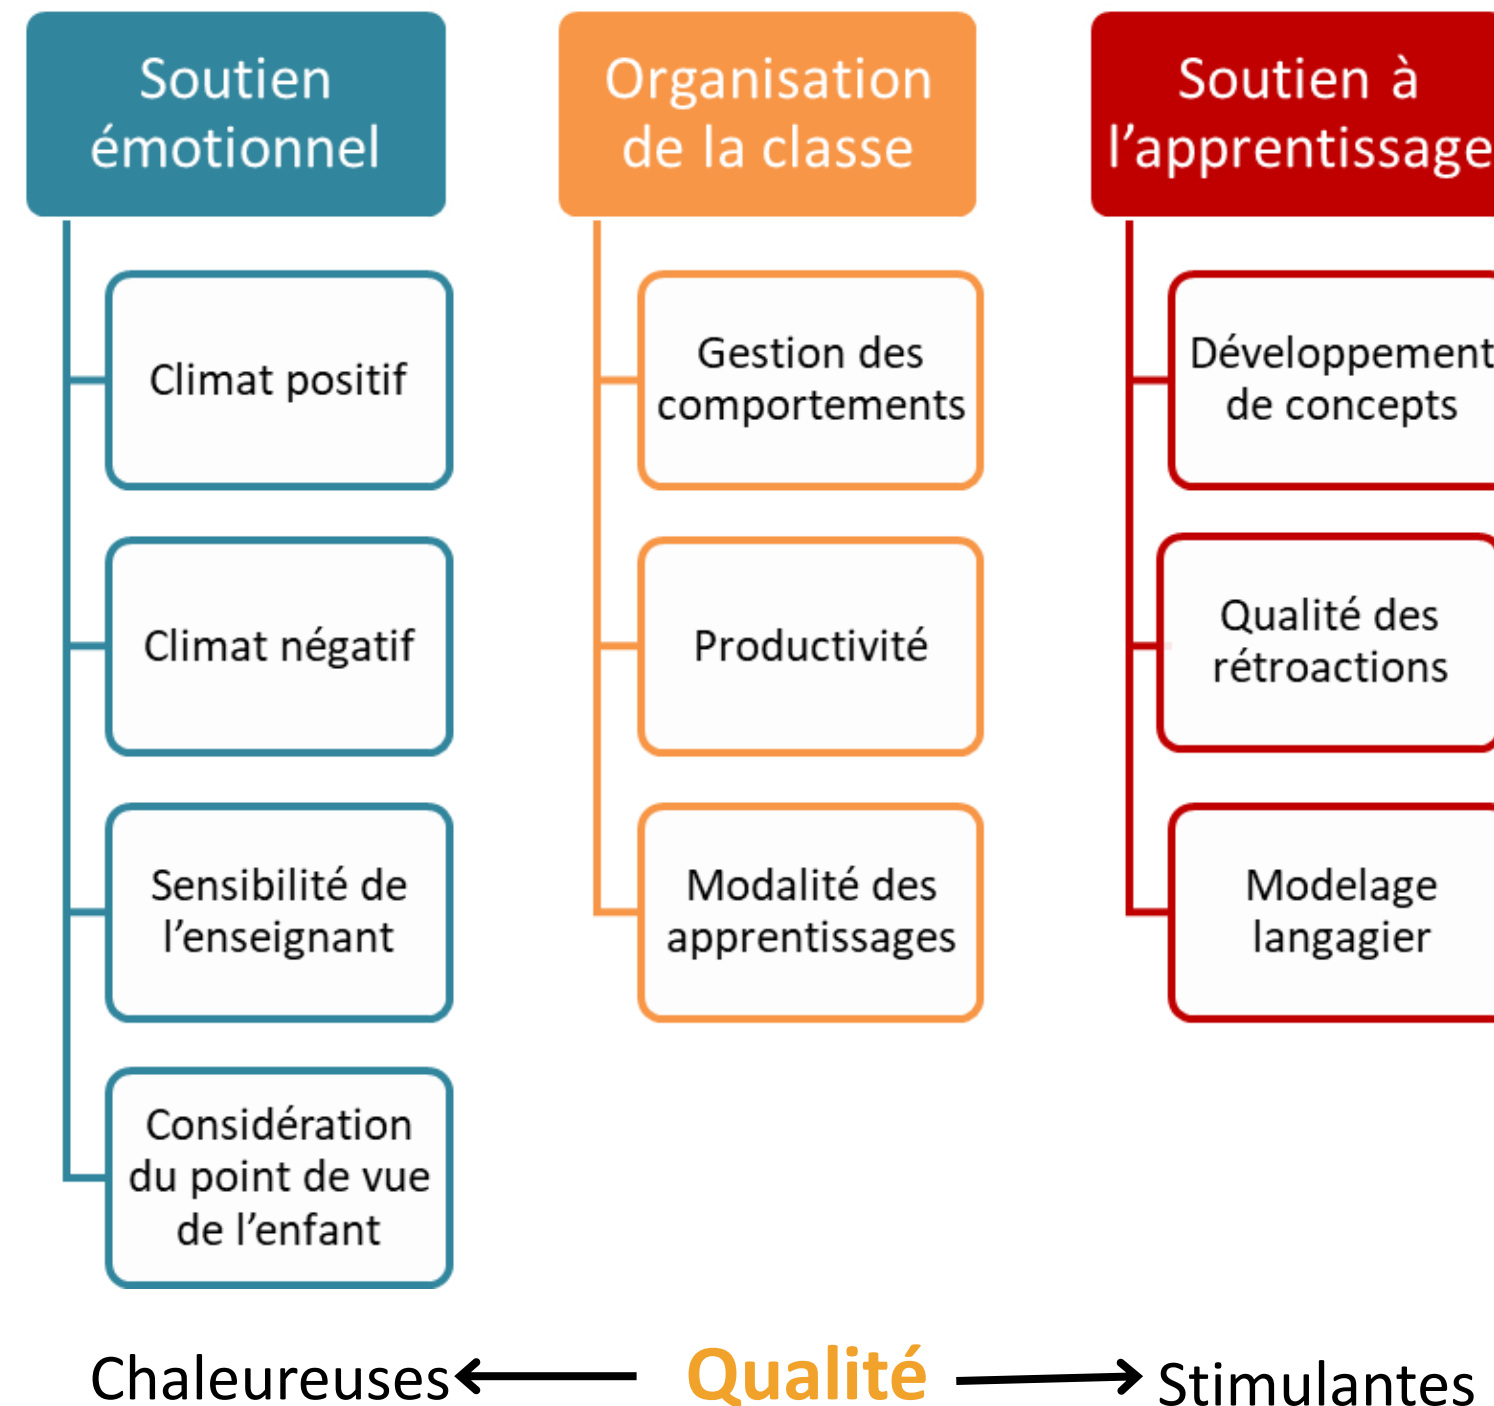 Soutien
émotionnel
Climat positif
Climat négatif
Sensibilité de
l’enseignant
Considération
du point de vue
de l’enfant
Organisation
de la classe
Gestion des
comportements
Productivité
Modalité des
apprentissages
Soutien à
l’apprentissage
Développement
de concepts
Qualité des
rétroactions
Modelage
langagier
Chaleureuses
Qualité
Stimulantes